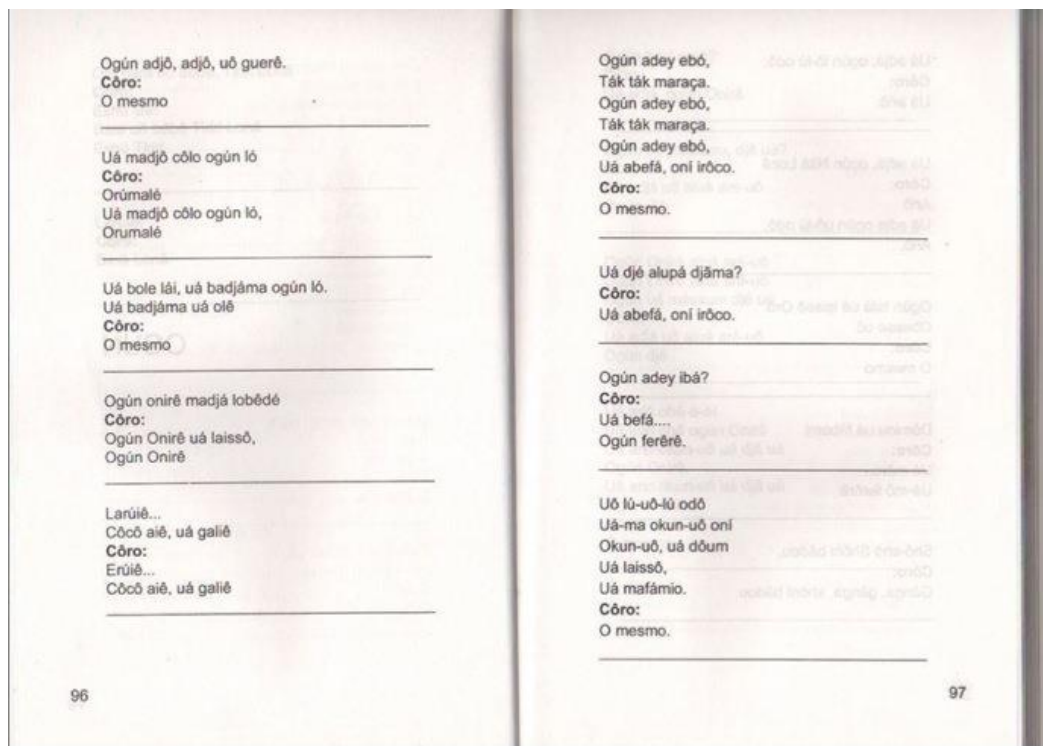 Ogún adjô, adjô, uô guerê.
Côro:
O mesmo
Uá madjô côlo ogún ló
Côro:
Orúmalé
Uá madjô côlo ogún ló,
Orumalé
Uá bole lái, uá badjáma ogún ló.
Uá badjáma uá olê
Côro:
O mesmo
Ogún onirê madjá lobêdé
Côro:
Ogún Onirê uá laissô,
Ogún Onirê
Larúiê...
Côcô aiê, uá galiê
Côro:
Erúiê...
Côcô aiê, uá galiê
96
Ogún adey ebó,
Ták ták maraça.
Ogún adey ebó,
Ták ták maraça.
Ogún adey ebó,
Uá abefá, oní irôco.
Côro:
O mesmo.
Uá djé alupá djãma?
Côro:
Uá abefá, oní irôco.
Ogún adey ibá?
Côro:
Uá befá....
Ogún ferêrê.
Uô lú-uô-lú odô
Uá-ma okun-uô oní
Okun-uô, uá dôum
Uá laissô,
Uá mafámio.
Côro:
O mesmo.
97